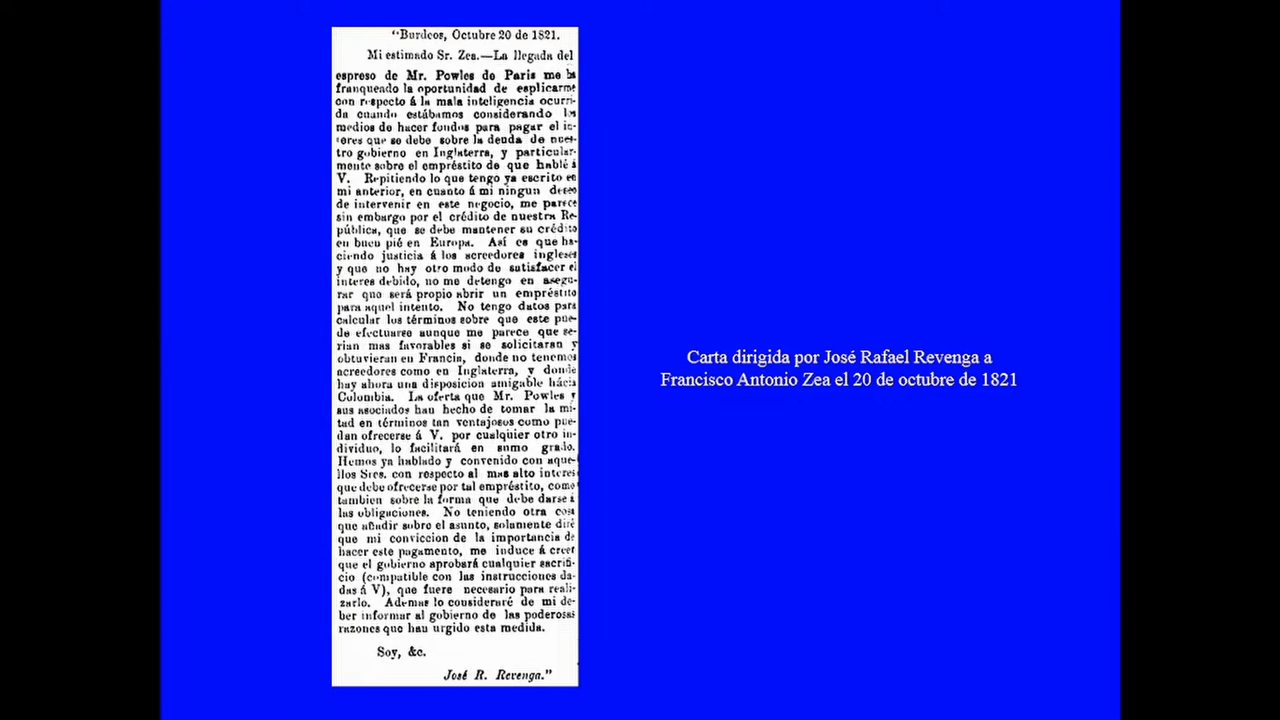 “Burdeos, Octubre 20 de 1821.
Mi estimado Sr. Zea.—La llegada del
espreso de Mr. Powles de Paris me ha
franqueado la oportunidad de esplicarme
con respecto á la mala inteligencia ocurri-
da cuando estábamos considerando los
medios de hacer fondos para pagar el in-
teres que se debe sobre la deuda de nues-
tro gobierno en Inglaterra, y particular-
mente sobre el empréstito de que hablé á
V. Repitiendo lo que tengo ya escrito en
mi anterior, en cuanto á mi ningun deseo
de intervenir en este negocio, me parece
sin embargo por el crédito de nuestra Re-
pública, que se debe mantener su crédito
en buen pié en Europa. Así es que ha-
ciendo justicia á los acreedores ingleses
y que no hay otro modo de satisfacer el
interes debido, no me detengo en asegu-
rar que será propio abrir un empréstito
para aquel intento. No tengo datos para
calcular los términos sobre que este pue-
de efectuarse aunque me parece que se-
rian mas favorables si se solicitaran y
obtuvieran en Francia, donde no tenemos
acreedores como en Inglaterra, y donde
hay ahora una disposicion amigable hácia
Colombia. La oferta que Mr. Powles y
sus asociados han hecho de tomar la mi-
tad en términos tan ventajosos como pue-
dan ofrecerse á V. por cualquier otro in-
dividuo, lo facilitará en sumo grado.
Hemos ya hablado y convenido con aque-
llos Sres. con respecto al mas alto interes
que debe ofrecerse por tal empréstito, como
tambien sobre la forma que debe darse á
las obligaciones. No teniendo otra cosa
que añadir sobre el asunto, solamente diré
que mi conviccion de la importancia de
hacer este pagamento, me induce á creer
que el gobierno aprobará cualquier sacrifi-
cio (compatible con las instrucciones da-
das á V), que fuere necesario para reali-
zarlo. Ademas lo consideraré de mi de-
ber informar al gobierno de las poderosas
razones que han urgido esta medida.
Soy, &c.
José R. Revenga.”
Carta dirigida por José Rafael Revenga a
Francisco Antonio Zea el 20 de octubre de 1821